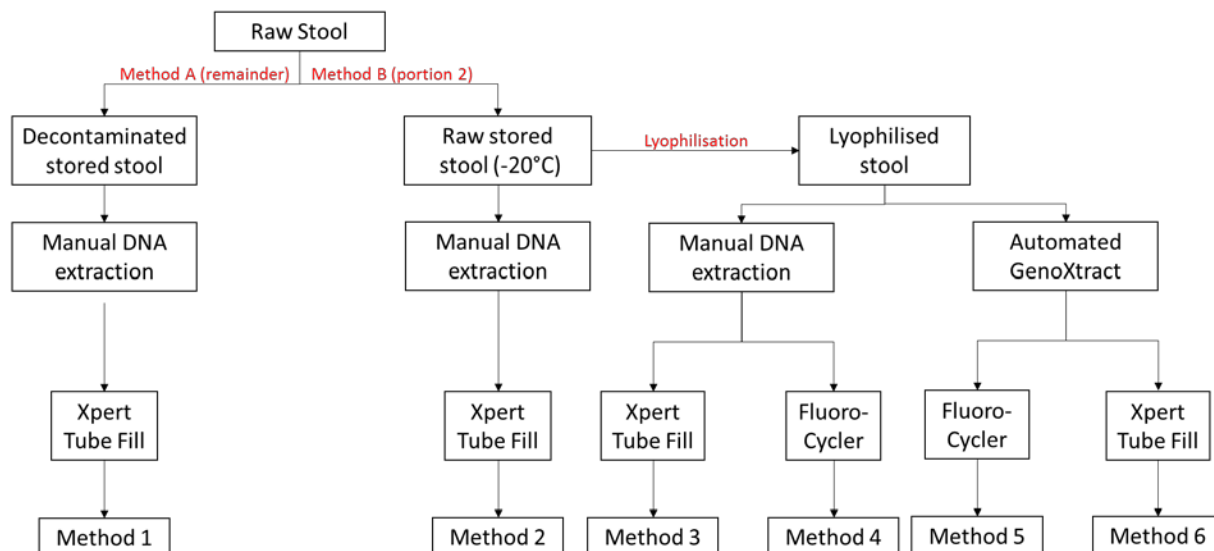 Raw Stool
Method A (remainder)
Method B (portion 2)
Decontaminated
stored stool
Raw stored
stool (-20°C)
Lyophilisation
Lyophilised
stool
Manual DNA
extraction
Manual DNA
extraction
Manual DNA
extraction
Automated
GenoXtract
Xpert
Tube Fill
Xpert
Tube Fill
Xpert
Tube Fill
Fluoro-
Cycler
Fluoro-
Cycler
Xpert
Tube Fill
Method 1
Method 2
Method 3
Method 4
Method 5
Method 6